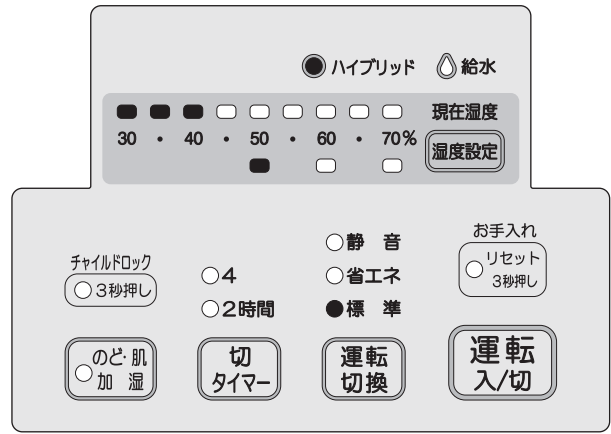 ハイブリッド 給水
現在湿度
30 ・ 40 ・ 50 ・ 60 ・ 70%
湿度設定
チャイルドロック
3秒押し
のど・肌
加 湿
4
2時間
切
タイマー
静 音
省エネ
標 準
運転
切換
お手入れ
リセット
3秒押し
運転
入/切